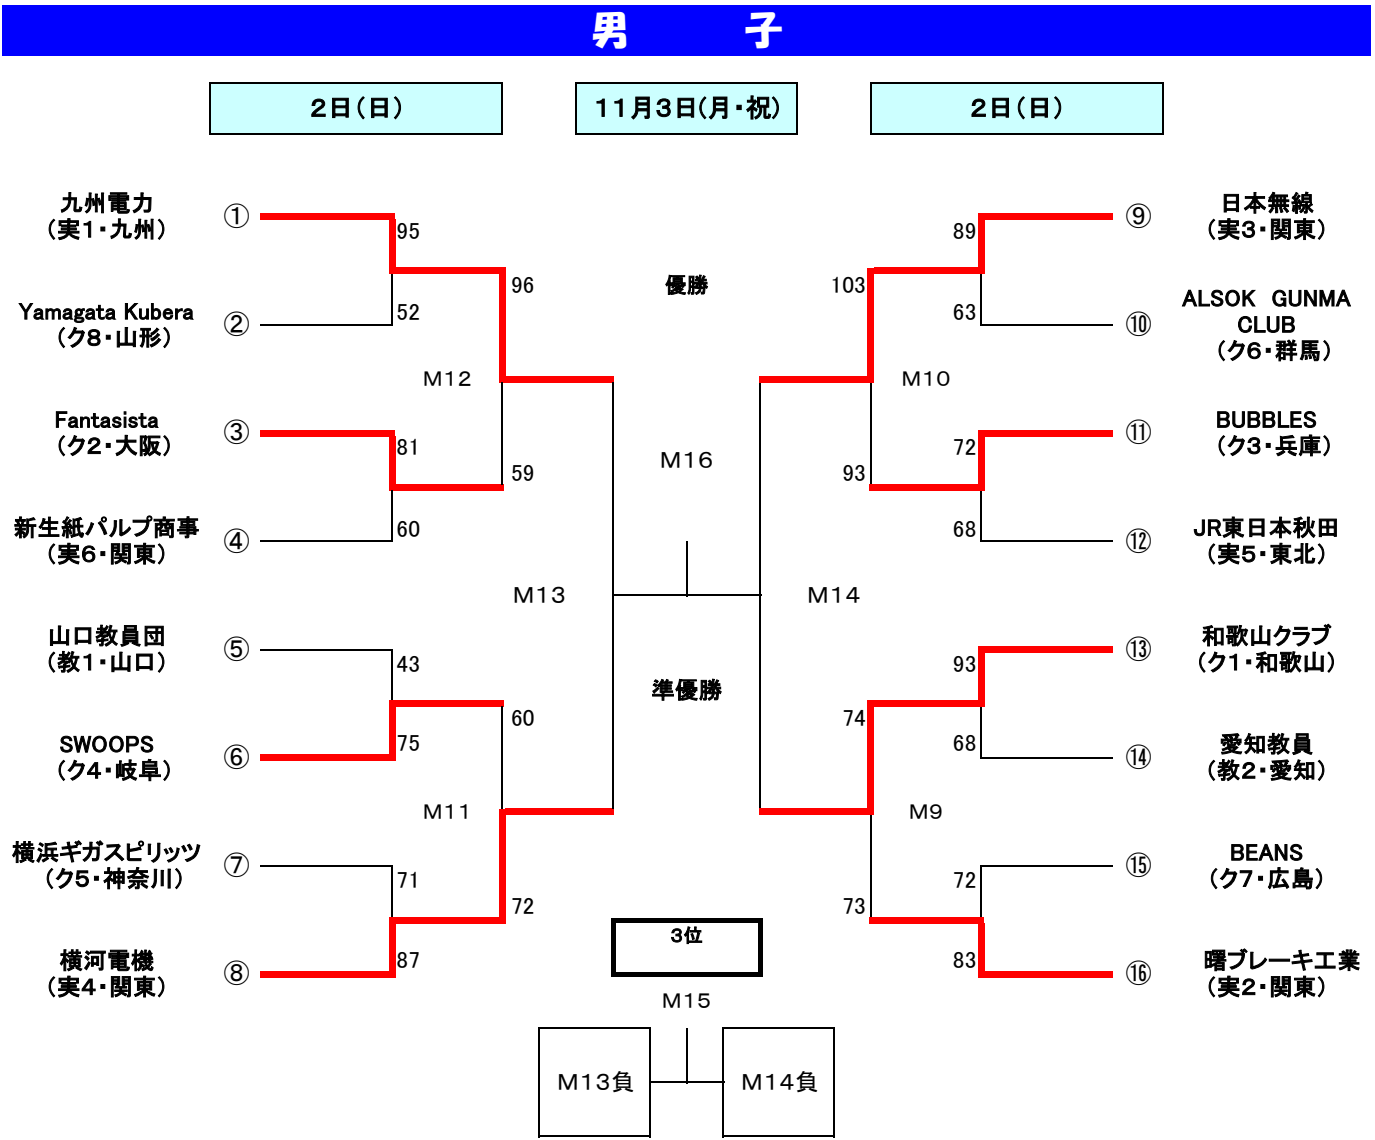 男 子
２日（日）
１１月３日（月・祝）
２日（日）
九州電力
（実１・九州）
①
95
52
Yamagata Kubera
（ク８・山形）
②
96
M12
Fantasista
（ク２・大阪）
③
81
60
59
新生紙パルプ商事
（実６・関東）
④
M13
山口教員団
（教１・山口）
⑤
43
75
60
SWOOPS
（ク４・岐阜）
⑥
M11
横浜ギガスピリッツ
（ク５・神奈川）
⑦
71
87
72
横河電機
（実４・関東）
⑧
優勝
M16
準優勝
3位
M15
M13負
M14負
日本無線
（実３・関東）
⑨
89
63
103
ALSOK　GUNMA
CLUB
（ク６・群馬）
⑩
M10
BUBBLES
（ク３・兵庫）
⑪
72
68
93
JR東日本秋田
（実５・東北）
⑫
M14
和歌山クラブ
（ク１・和歌山）
⑬
93
68
74
愛知教員
（教２・愛知）
⑭
M9
BEANS
（ク７・広島）
⑮
72
83
73
曙ブレーキ工業
（実２・関東）
⑯